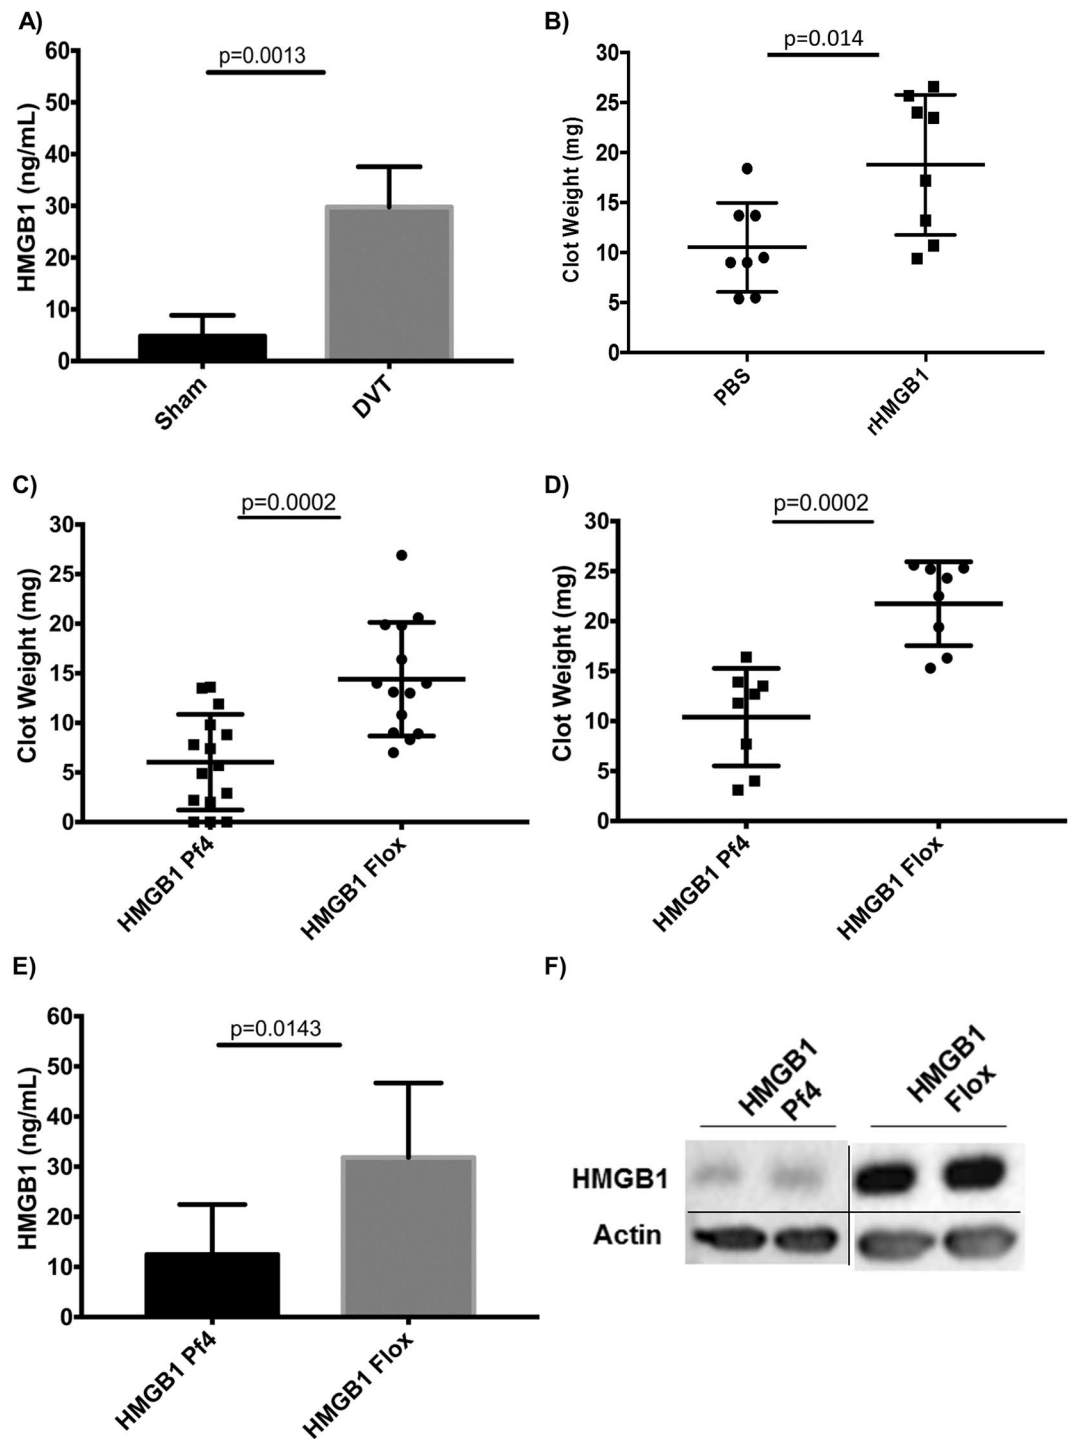 A)
p=0.0013
HMGB1 (ng/mL)
60
50
40
30
20
10
0
Sham
DVT
B)
p=0.014
Clot Weight (mg)
30
25
20
15
10
5
0
PBS
rHMGB1
C)
p=0.0002
Clot Weight (mg)
30
25
20
15
10
5
0
HMGB1 Pf4
HMGB1 Flox
D)
p=0.0002
Clot Weight (mg)
30
25
20
15
10
5
0
HMGB1 Pf4
HMGB1 Flox
E)
p=0.0143
HMGB1 (ng/mL)
60
50
40
30
20
10
0
HMGB1 Pf4
HMGB1 Flox
F)
HMGB1
Pf4
HMGB1
Flox
HMGB1
Actin